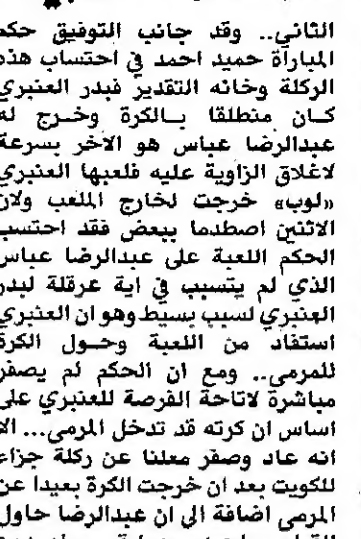 الثاني.. وقد جانب التوفيق حكم
المباراة حميد احمد في احتساب هذه
الركلة وخانه التقدير فبدر العنبري
كان منطلقا بالكرة وخرج له
عبدالرضا عباس هو الآخر بسرعة
لاغلاق الزاوية عليه فلعبها العنبري
«لوب» خرجت لخارج الملعب ولان
الاثنين اصطدما ببعض فقد احتسب
الحكم اللعبة على عبدالرضا عباس
الذي لم يتسبب في اية عرقلة لبدر
العنبري لسبب بسيط وهو ان العنبري
استفاد من اللعبة وحول الكرة
للمرمى.. ومع ان الحكم لم يصفر
مباشرة لاتاحة الفرصة للعنبري على
اساس ان كرته قد تدخل المرمى... الا
انه عاد وصفر معلنا عن ركلة جزاء
للكويت بعد ان خرجت الكرة بعيدا عن
المرمى اضافة الى ان عبدالرضا حاول